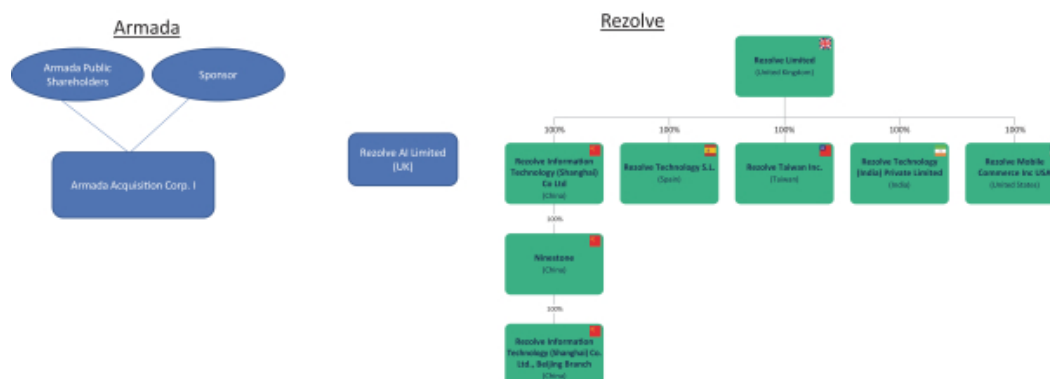 Armada
Rezolve
Armada Public
Shareholders
Sponsor
Armada Acquisition Corp. I
Rezolve AI Limited
(UK)
Rezolve Limited
(United Kingdom)
100%
100%
100%
100%
100%
Rezolve Information
Technology (Shanghai)
Co Ltd
(China)
Rezolve Technology S.L.
(Spain)
Rezolve Taiwan Inc.
(Taiwan)
Rezolve Technology
(India) Private Limited
(India)
Rezolve Mobile
Commerce Inc USA
(United States)
100%
Ninestone
(China)
100%
Rezolve Information
Technology (Shanghai) Co.
Ltd., Beijing Branch
(China)